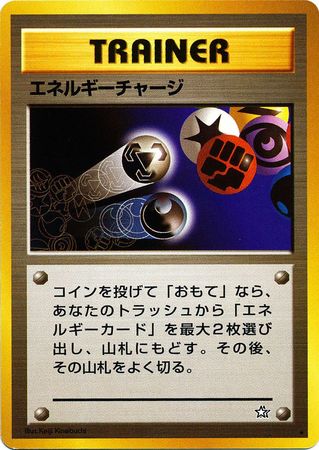 TRAINER
エネルギーチャージ
コインを投げて「おもて」なら、
あなたのトラッシュから「エネ
ルギーカード」を最大2枚選び
出し、山札にもどす。その後、
その山札をよく切る。
Illus. Keiji Kinebuchi